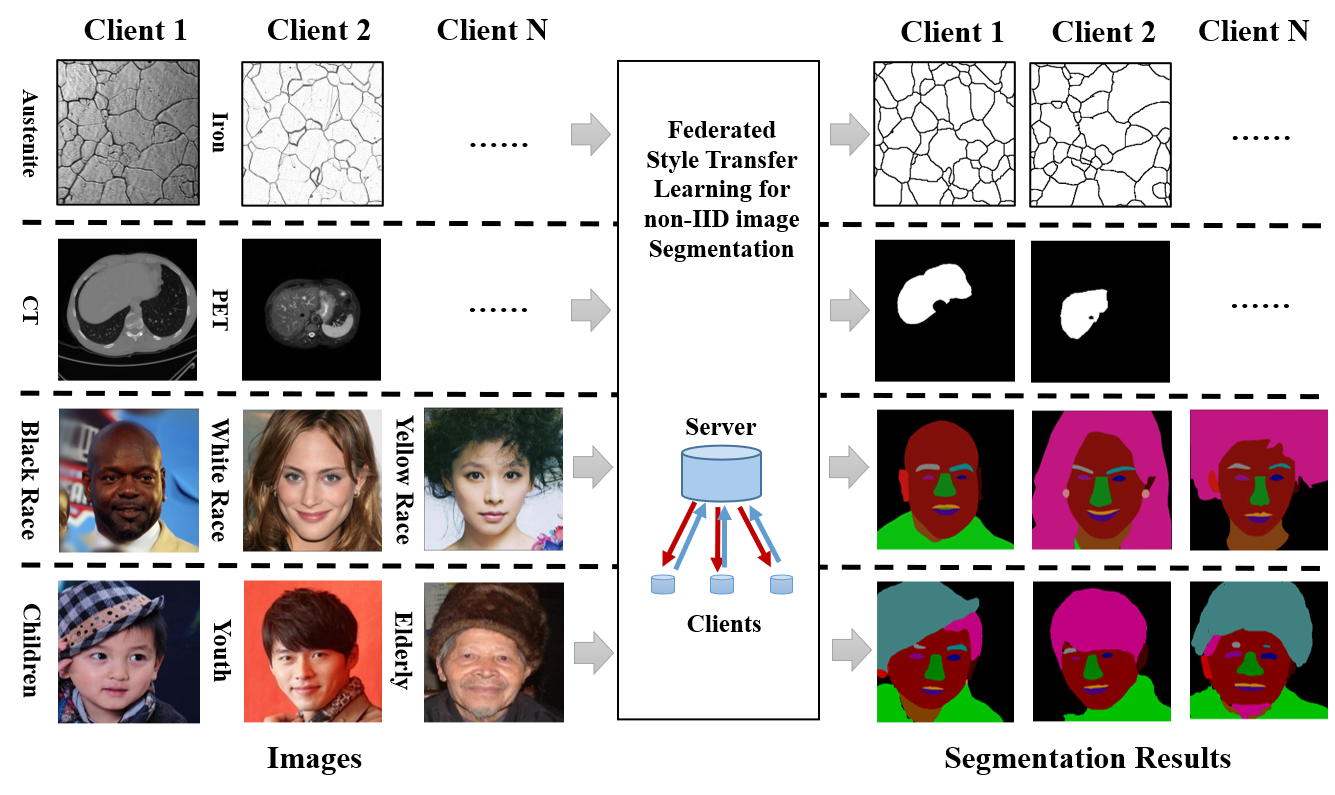 Client 1
Client 2
Client N
Client 1
Client 2
Client N
Austenite
Iron
......
Federated
Style Transfer
Learning for
non-IID image
Segmentation
......
CT
PET
......
......
Black Race
White Race
Yellow Race
Server
Clients
Children
Youth
Elderly
Images
Segmentation Results